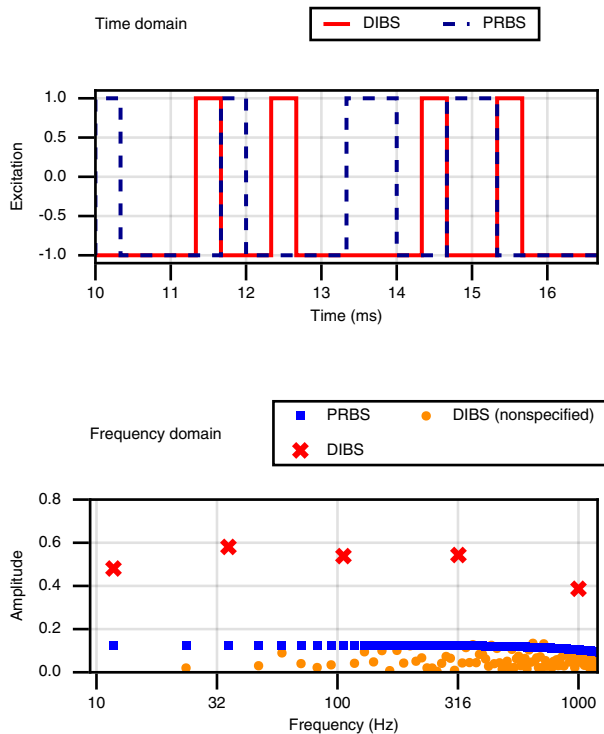 Time domain
DIBS
PRBS
1.0
0.5
0.0
-0.5
-1.0
Excitation
10 11 12 13 14 15 16
Time (ms)
Frequency domain
PRBS
DIBS (nonspecified)
DIBS
0.8
0.6
0.4
0.2
0.0
Amplitude
10 32 100 316 1000
Frequency (Hz)